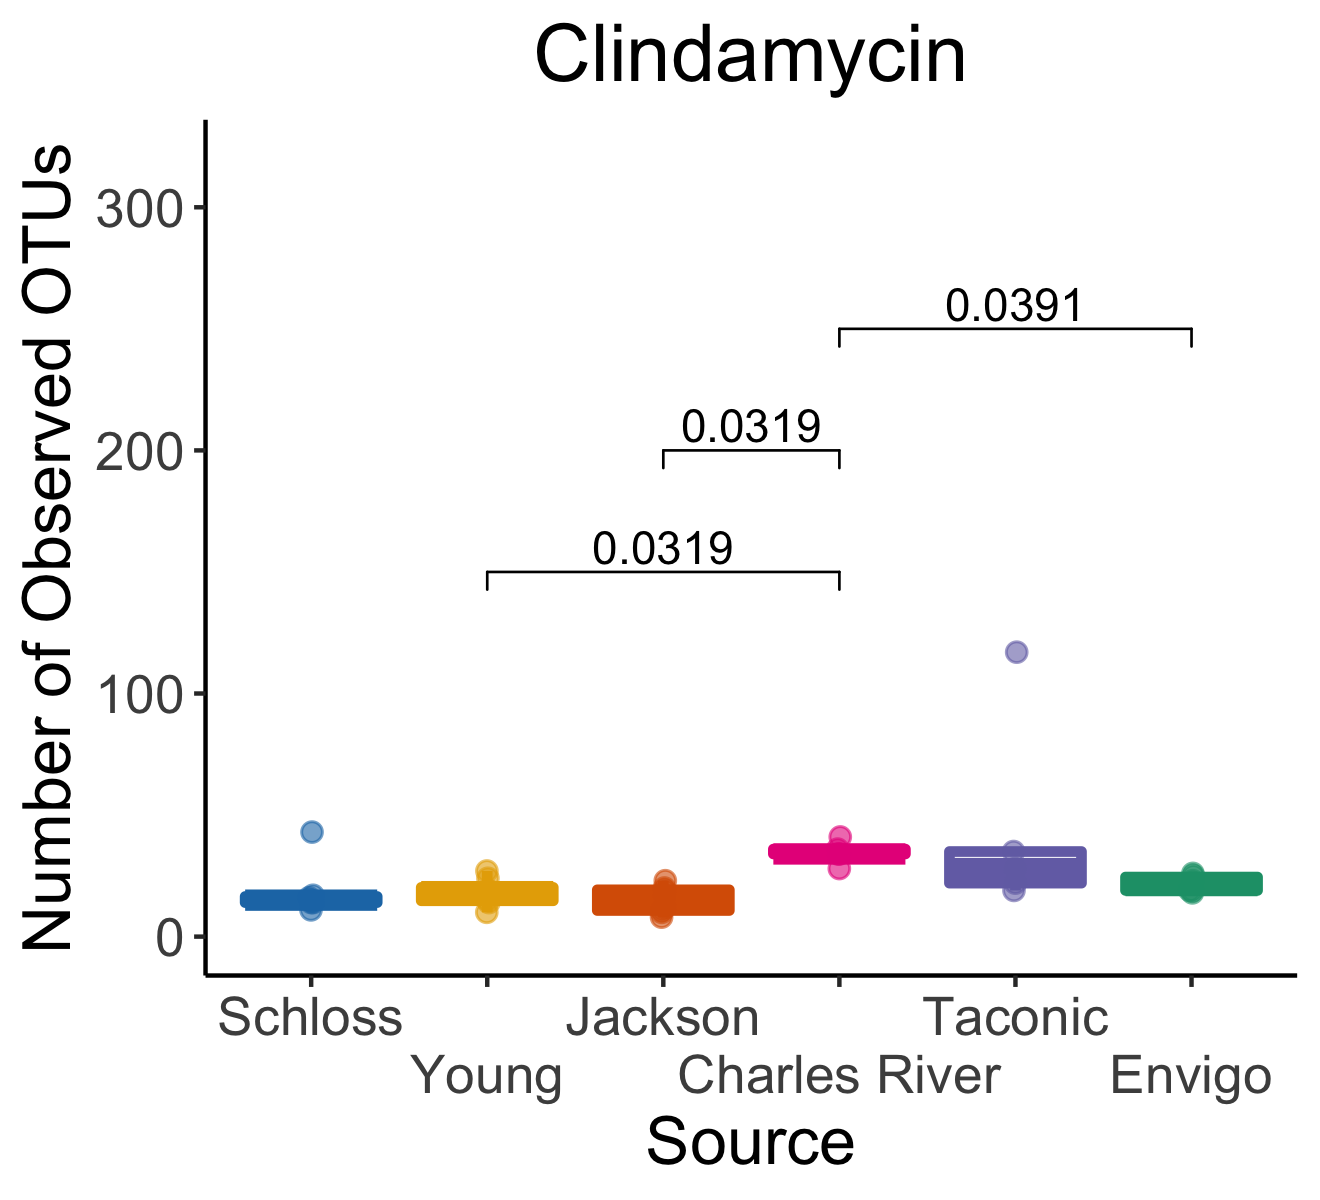 Clindamycin
Number of Observed OTUs
300
200
100
0
0.0391
0.0319
0.0319
Schloss
Jackson
Taconic
Young
Charles River
Envigo
Source